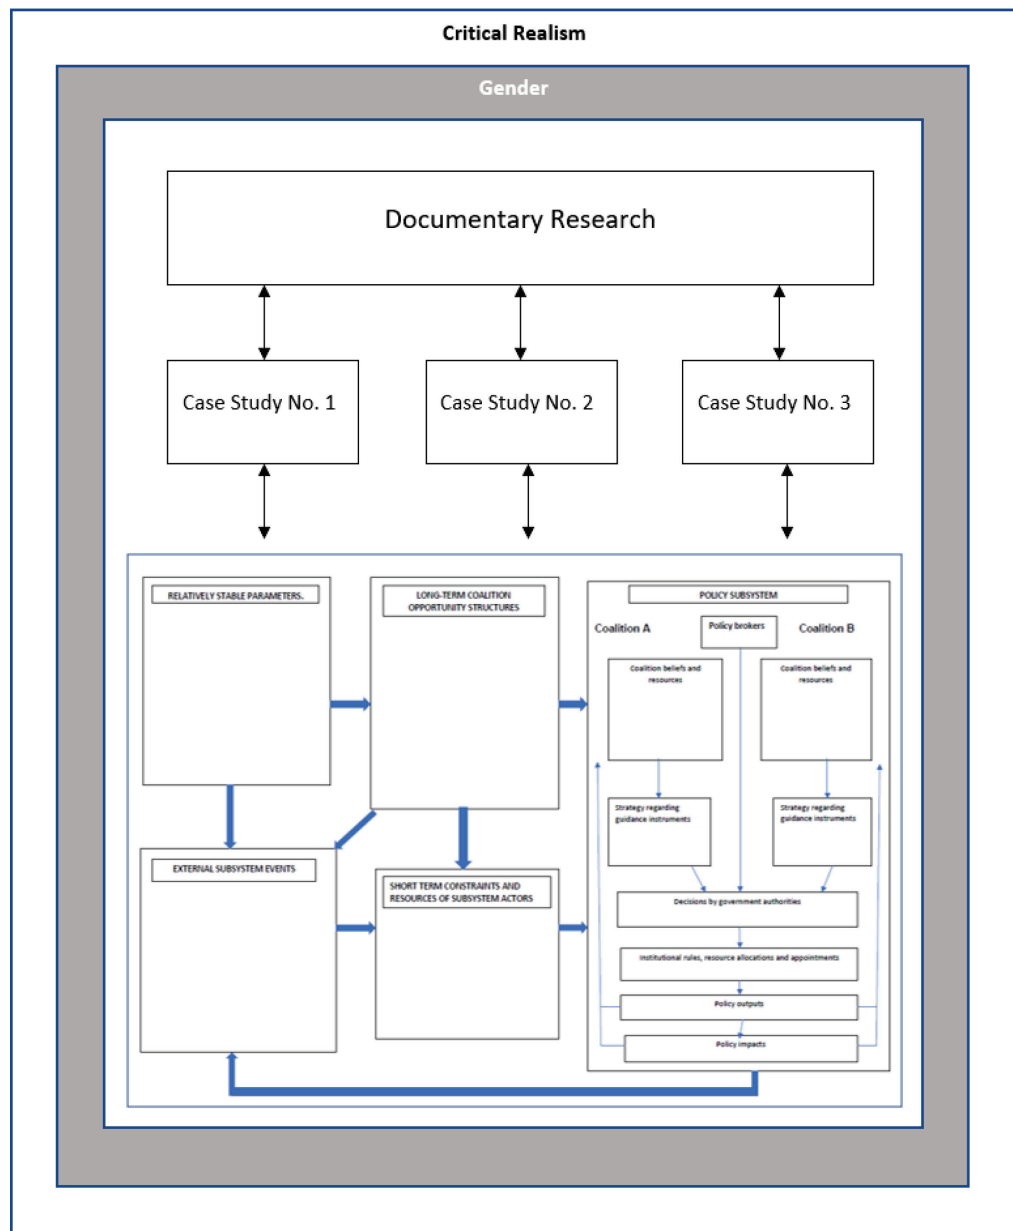 Critical Realism
Gender
Documentary Research
Case Study No. 1
Case Study No. 2
Case Study No. 3
RELATIVELY STABLE PARAMETERS.
LONG-TERM COALITION
OPPORTUNITY STRUCTURES
POLICY SUBSYSTEM
Coalition A
Policy brokers
Coalition B
Coalition beliefs and
resources
Coalition beliefs and
resources
Strategy regarding
guidance instruments
Strategy regarding
guidance instruments
EXTERNAL SUBSYSTEM EVENTS
SHORT TERM CONSTRAINTS AND
RESOURCES OF SUBSYSTEM ACTORS
Decisions by government authorities
Institutional rules, resource allocations and appointments
Policy outputs
Policy impacts